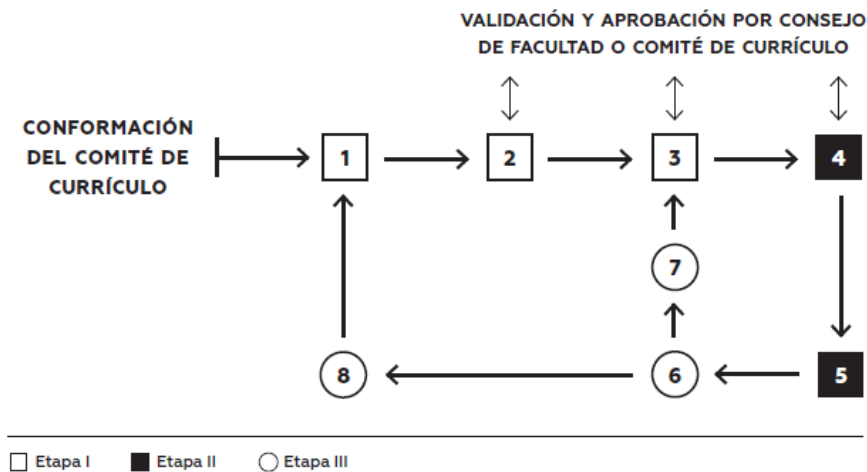 VALIDACIÓN Y APROBACIÓN POR CONSEJO
DE FACULTAD O COMITÉ DE CURRÍCULO
CONFORMACIÓN
DEL COMITÉ DE
CURRÍCULO
1
2
3
4
7
8
6
5
Etapa I
Etapa II
Etapa III